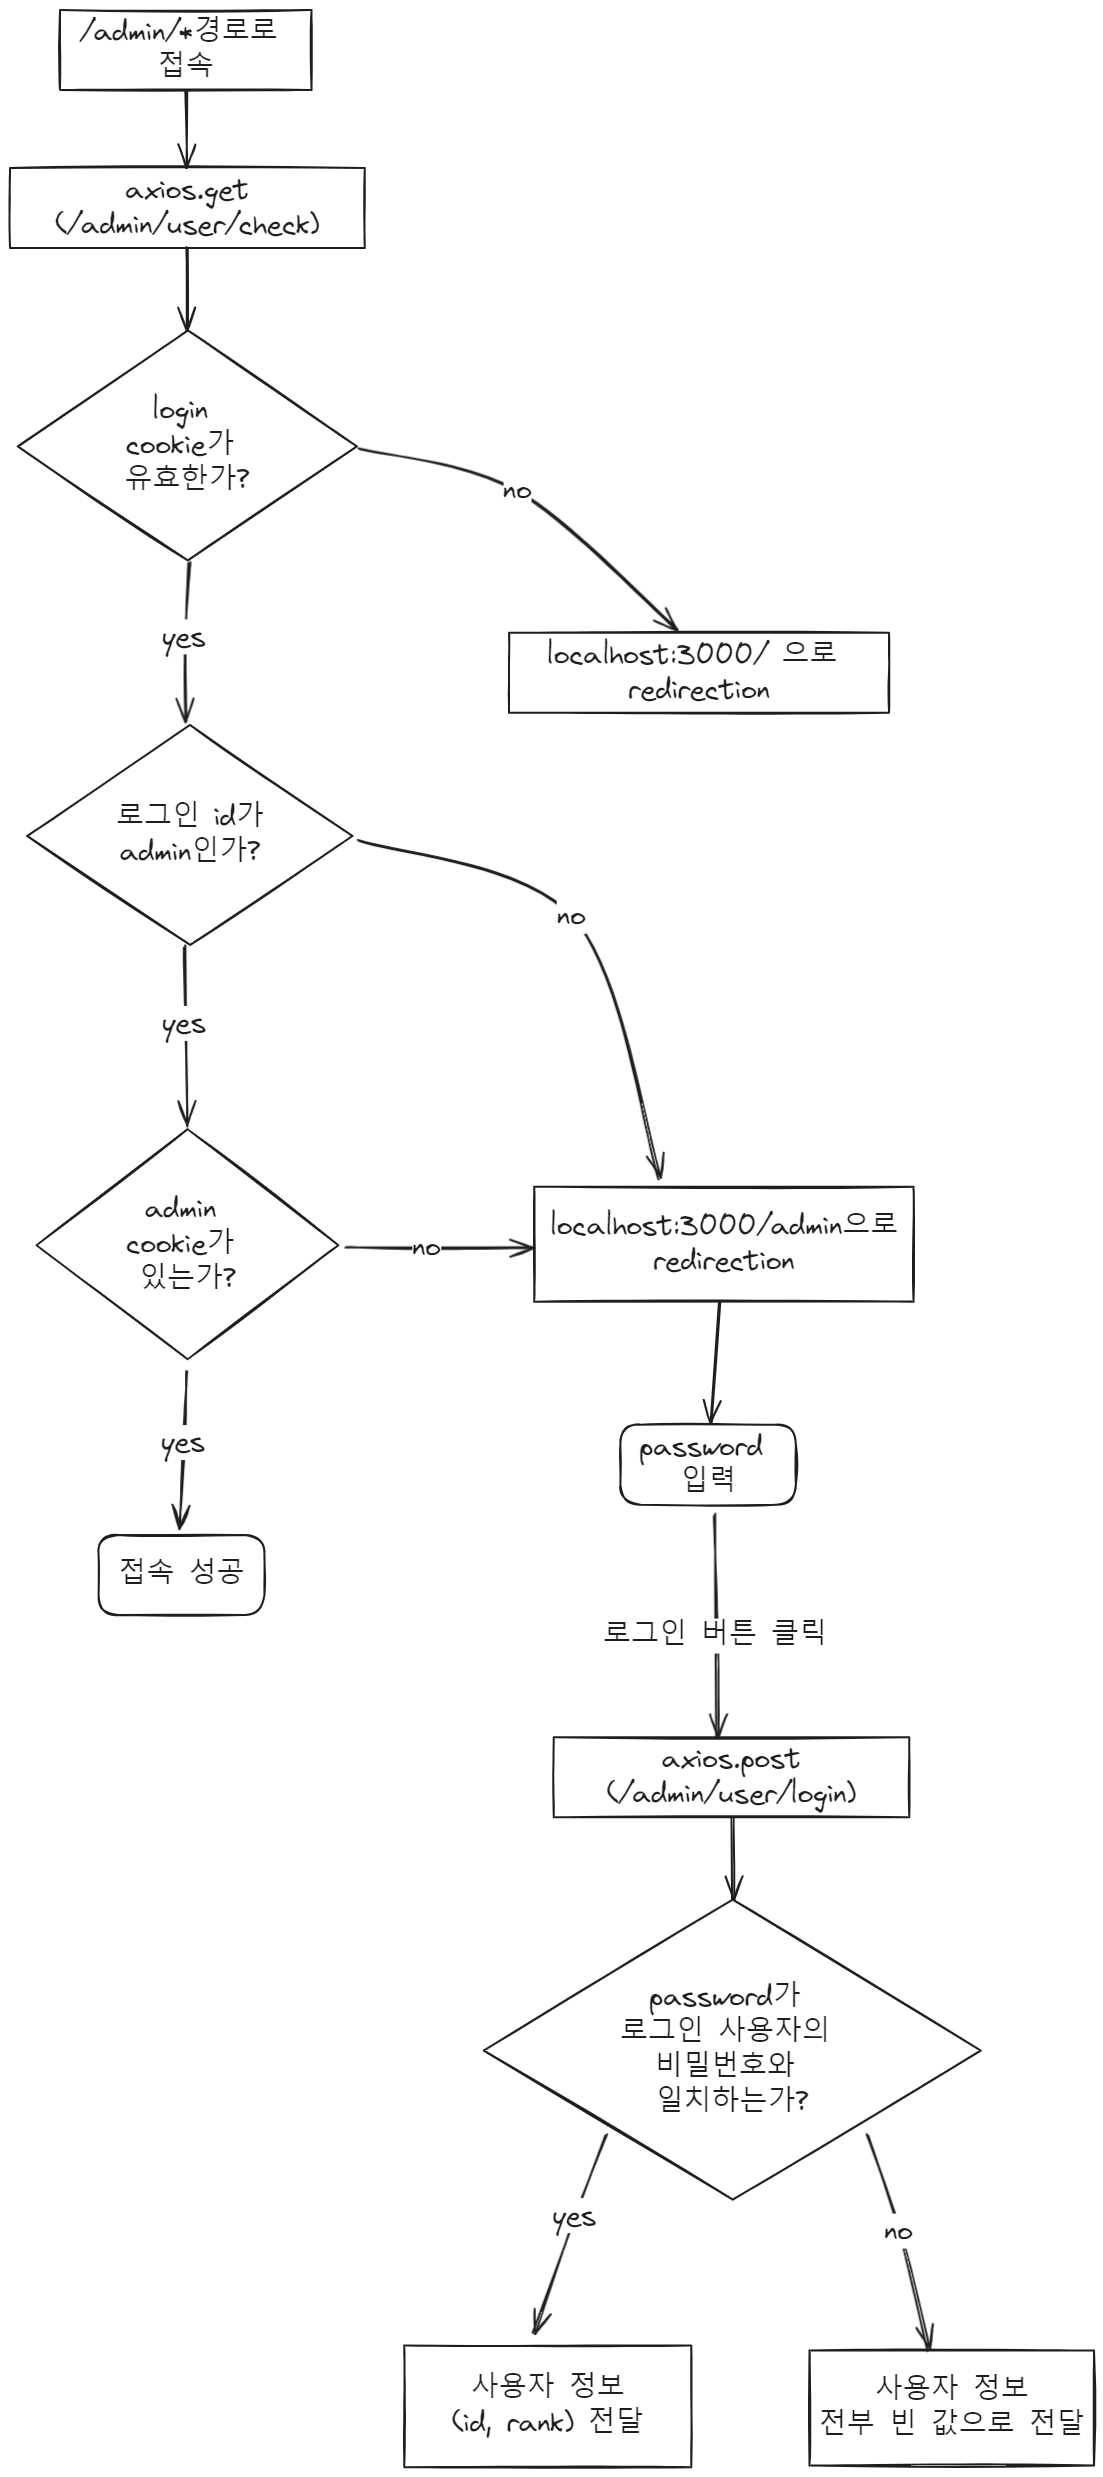 /admin/*경로로
접속
axios.get
(/admin/user/check)
login
cookie가
유효한가?
no
yes
localhost:3000/ 으로
redirection
로그인 id가
admin인가?
no
yes
admin
cookie가
있는가?
no
localhost:3000/admin으로
redirection
yes
password
입력
접속 성공
로그인 버튼 클릭
axios.post
(/admin/user/login)
password가
로그인 사용자의
비밀번호와
일치하는가?
yes
no
사용자 정보
(id, rank) 전달
사용자 정보
전부 빈 값으로 전달